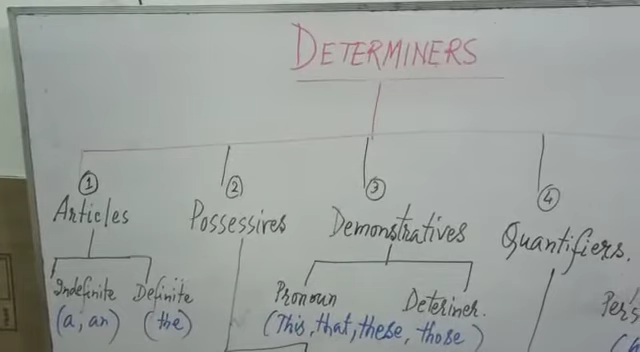 DETERMINERS
① ② ③ ④
Articles Possessives Demonstratives Quantifiers.
Indefinite Definite Pronoun Determiner.
(a, an) (the) (This, that, these, those)